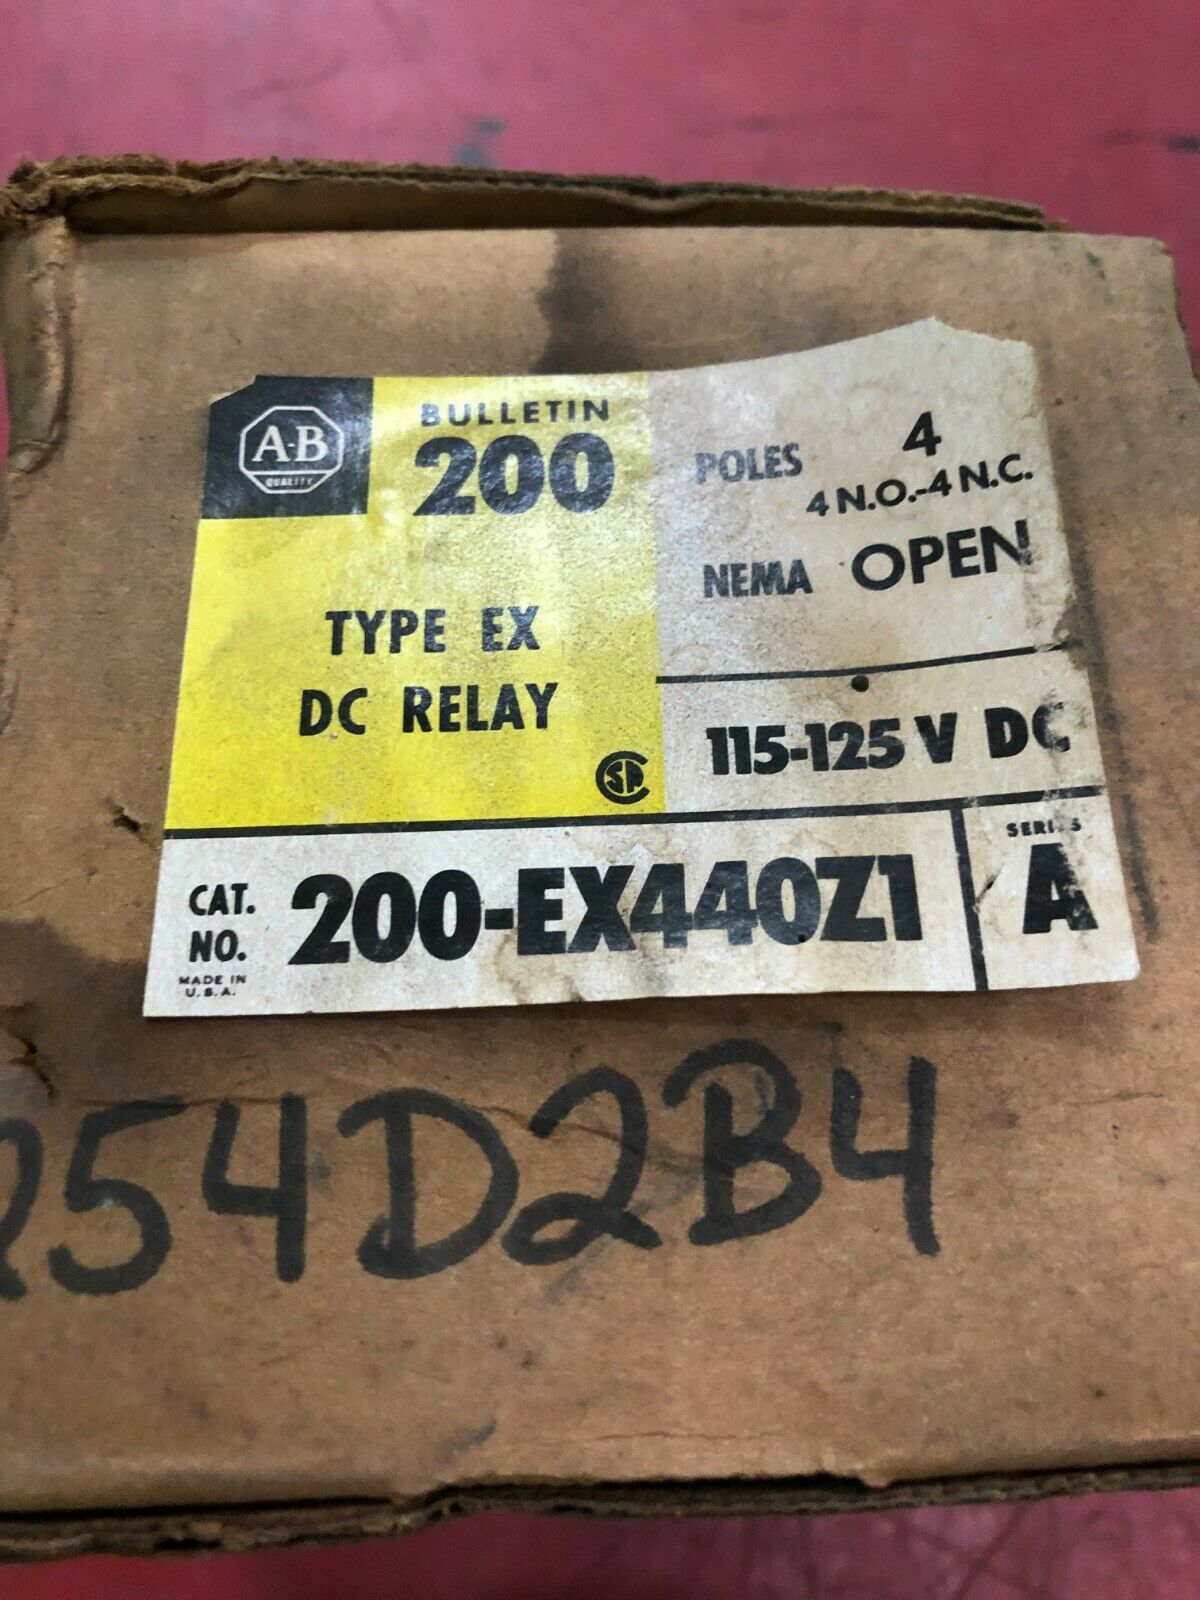 A-B
QUALITY
BULLETIN
200
TYPE EX
DC RELAY
CSA
POLES 4
4 N.O.-4 N.C.
NEMA OPEN
115-125 V DC
CAT. NO. 200-EX440Z1
MADE IN
U.S.A.
SERIES
A
254D2B4